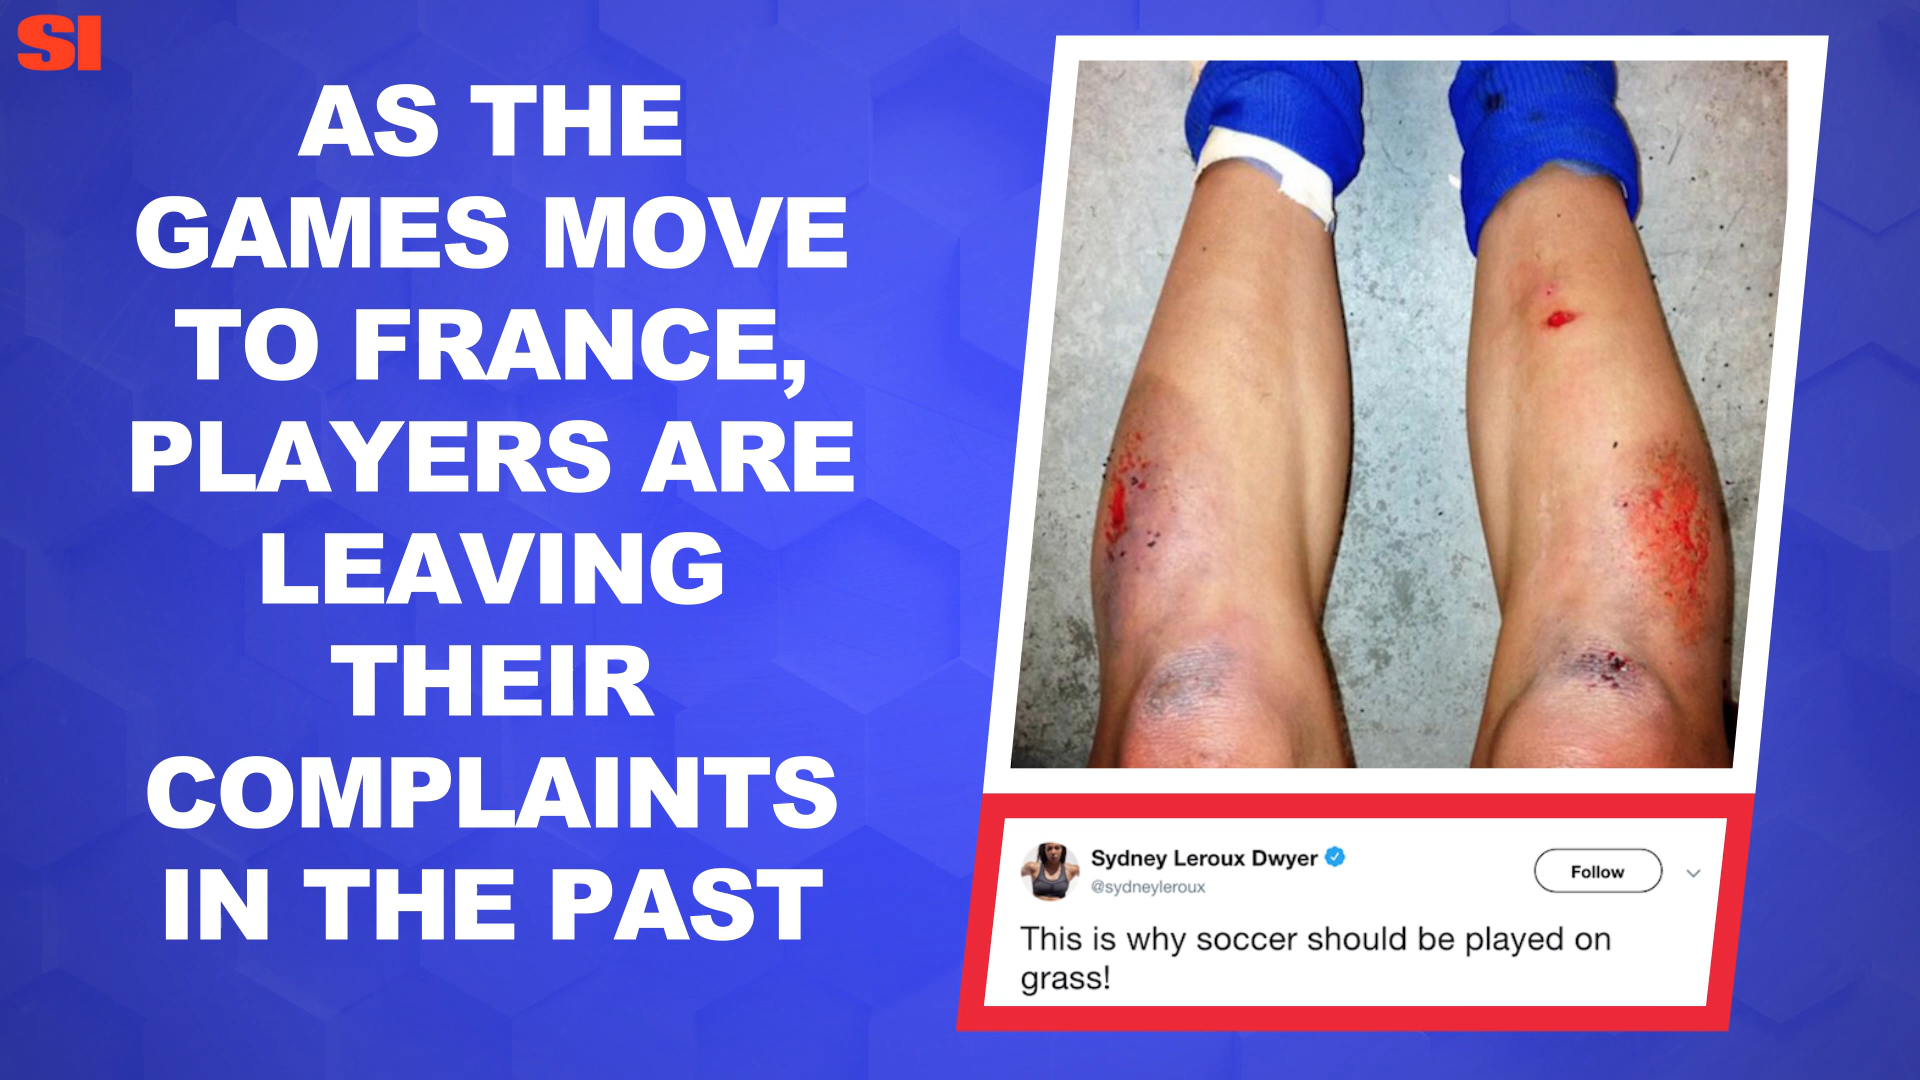 SI
AS THE
GAMES MOVE
TO FRANCE,
PLAYERS ARE
LEAVING
THEIR
COMPLAINTS
IN THE PAST
Sydney Leroux Dwyer
@sydneyleroux
Follow
This is why soccer should be played on
grass!